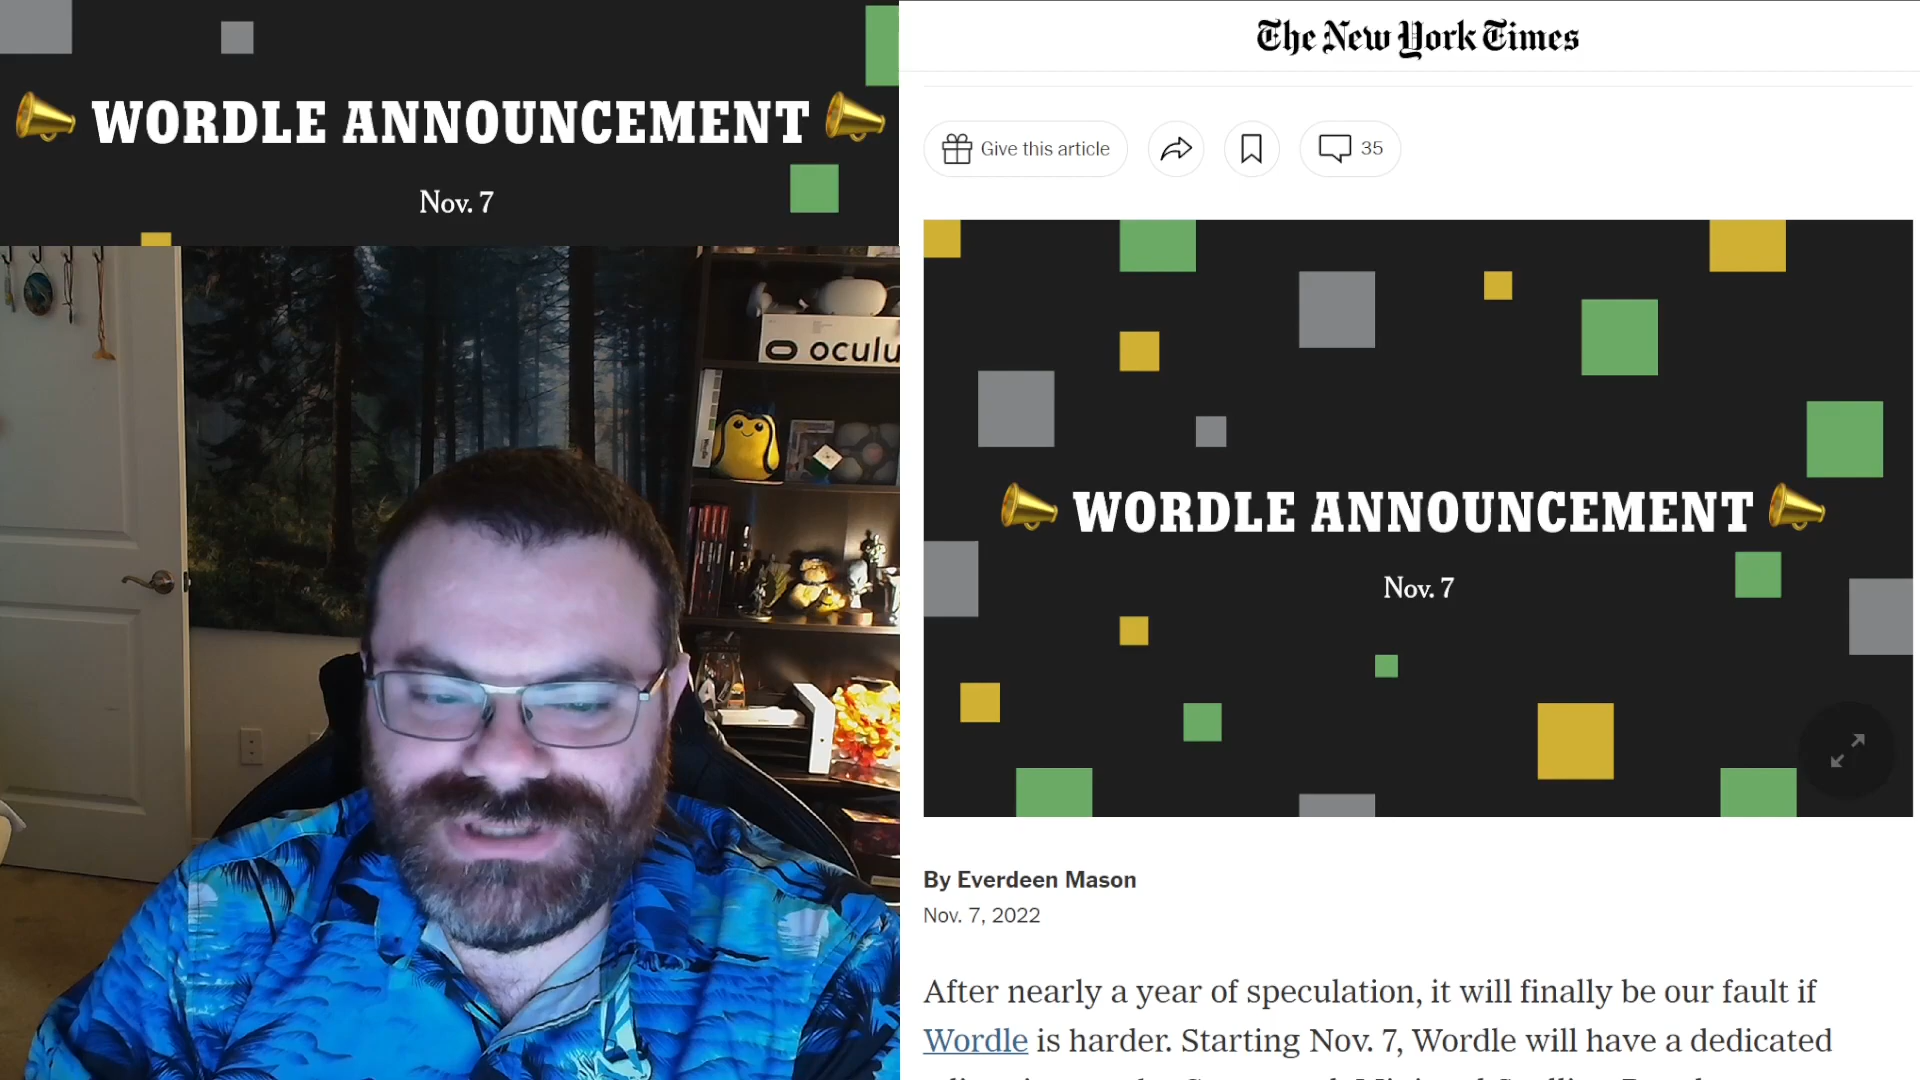 WORDLE ANNOUNCEMENT
Nov. 7
oculu
The New York Times
Give this article
35
WORDLE ANNOUNCEMENT
Nov. 7
By Everdeen Mason
Nov. 7, 2022
After nearly a year of speculation, it will finally be our fault if
Wordle is harder. Starting Nov. 7, Wordle will have a dedicated